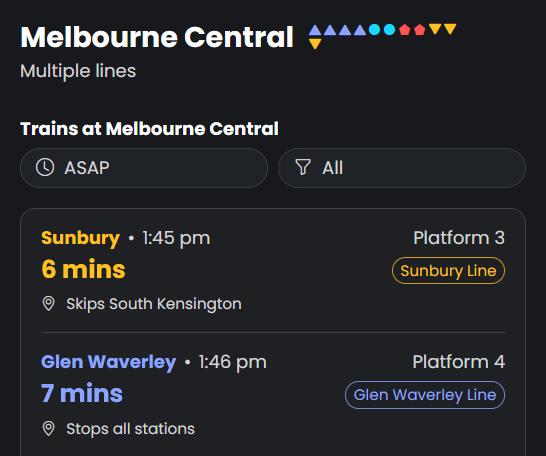 Melbourne Central
Multiple lines
Trains at Melbourne Central
ASAP
All
Sunbury • 1:45 pm
Platform 3
6 mins
Sunbury Line
Skips South Kensington
Glen Waverley • 1:46 pm
Platform 4
7 mins
Glen Waverley Line
Stops all stations